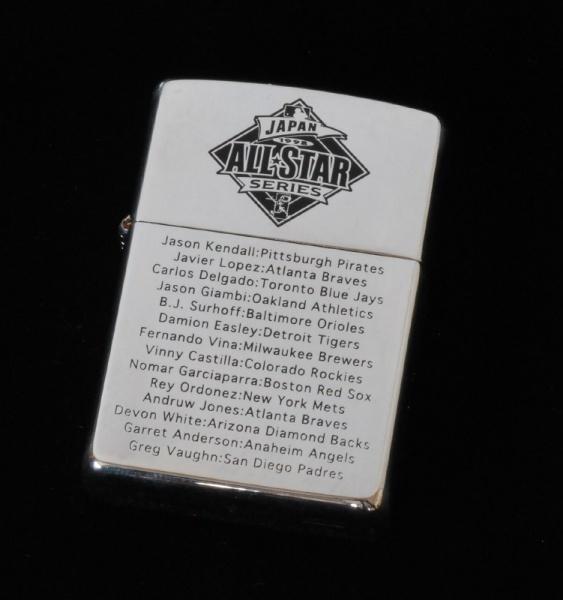 JAPAN
1998
ALL STAR
SERIES
Jason Kendall:Pittsburgh Pirates
Javier Lopez:Atlanta Braves
Carlos Delgado:Toronto Blue Jays
Jason Giambi:Oakland Athletics
B.J. Surhoff:Baltimore Orioles
Damion Easley:Detroit Tigers
Fernando Vina:Milwaukee Brewers
Vinny Castilla:Colorado Rockies
Nomar Garciaparra:Boston Red Sox
Rey Ordonez:New York Mets
Andruw Jones:Atlanta Braves
Devon White:Arizona Diamond Backs
Garret Anderson:Anaheim Angels
Greg Vaughn:San Diego Padres